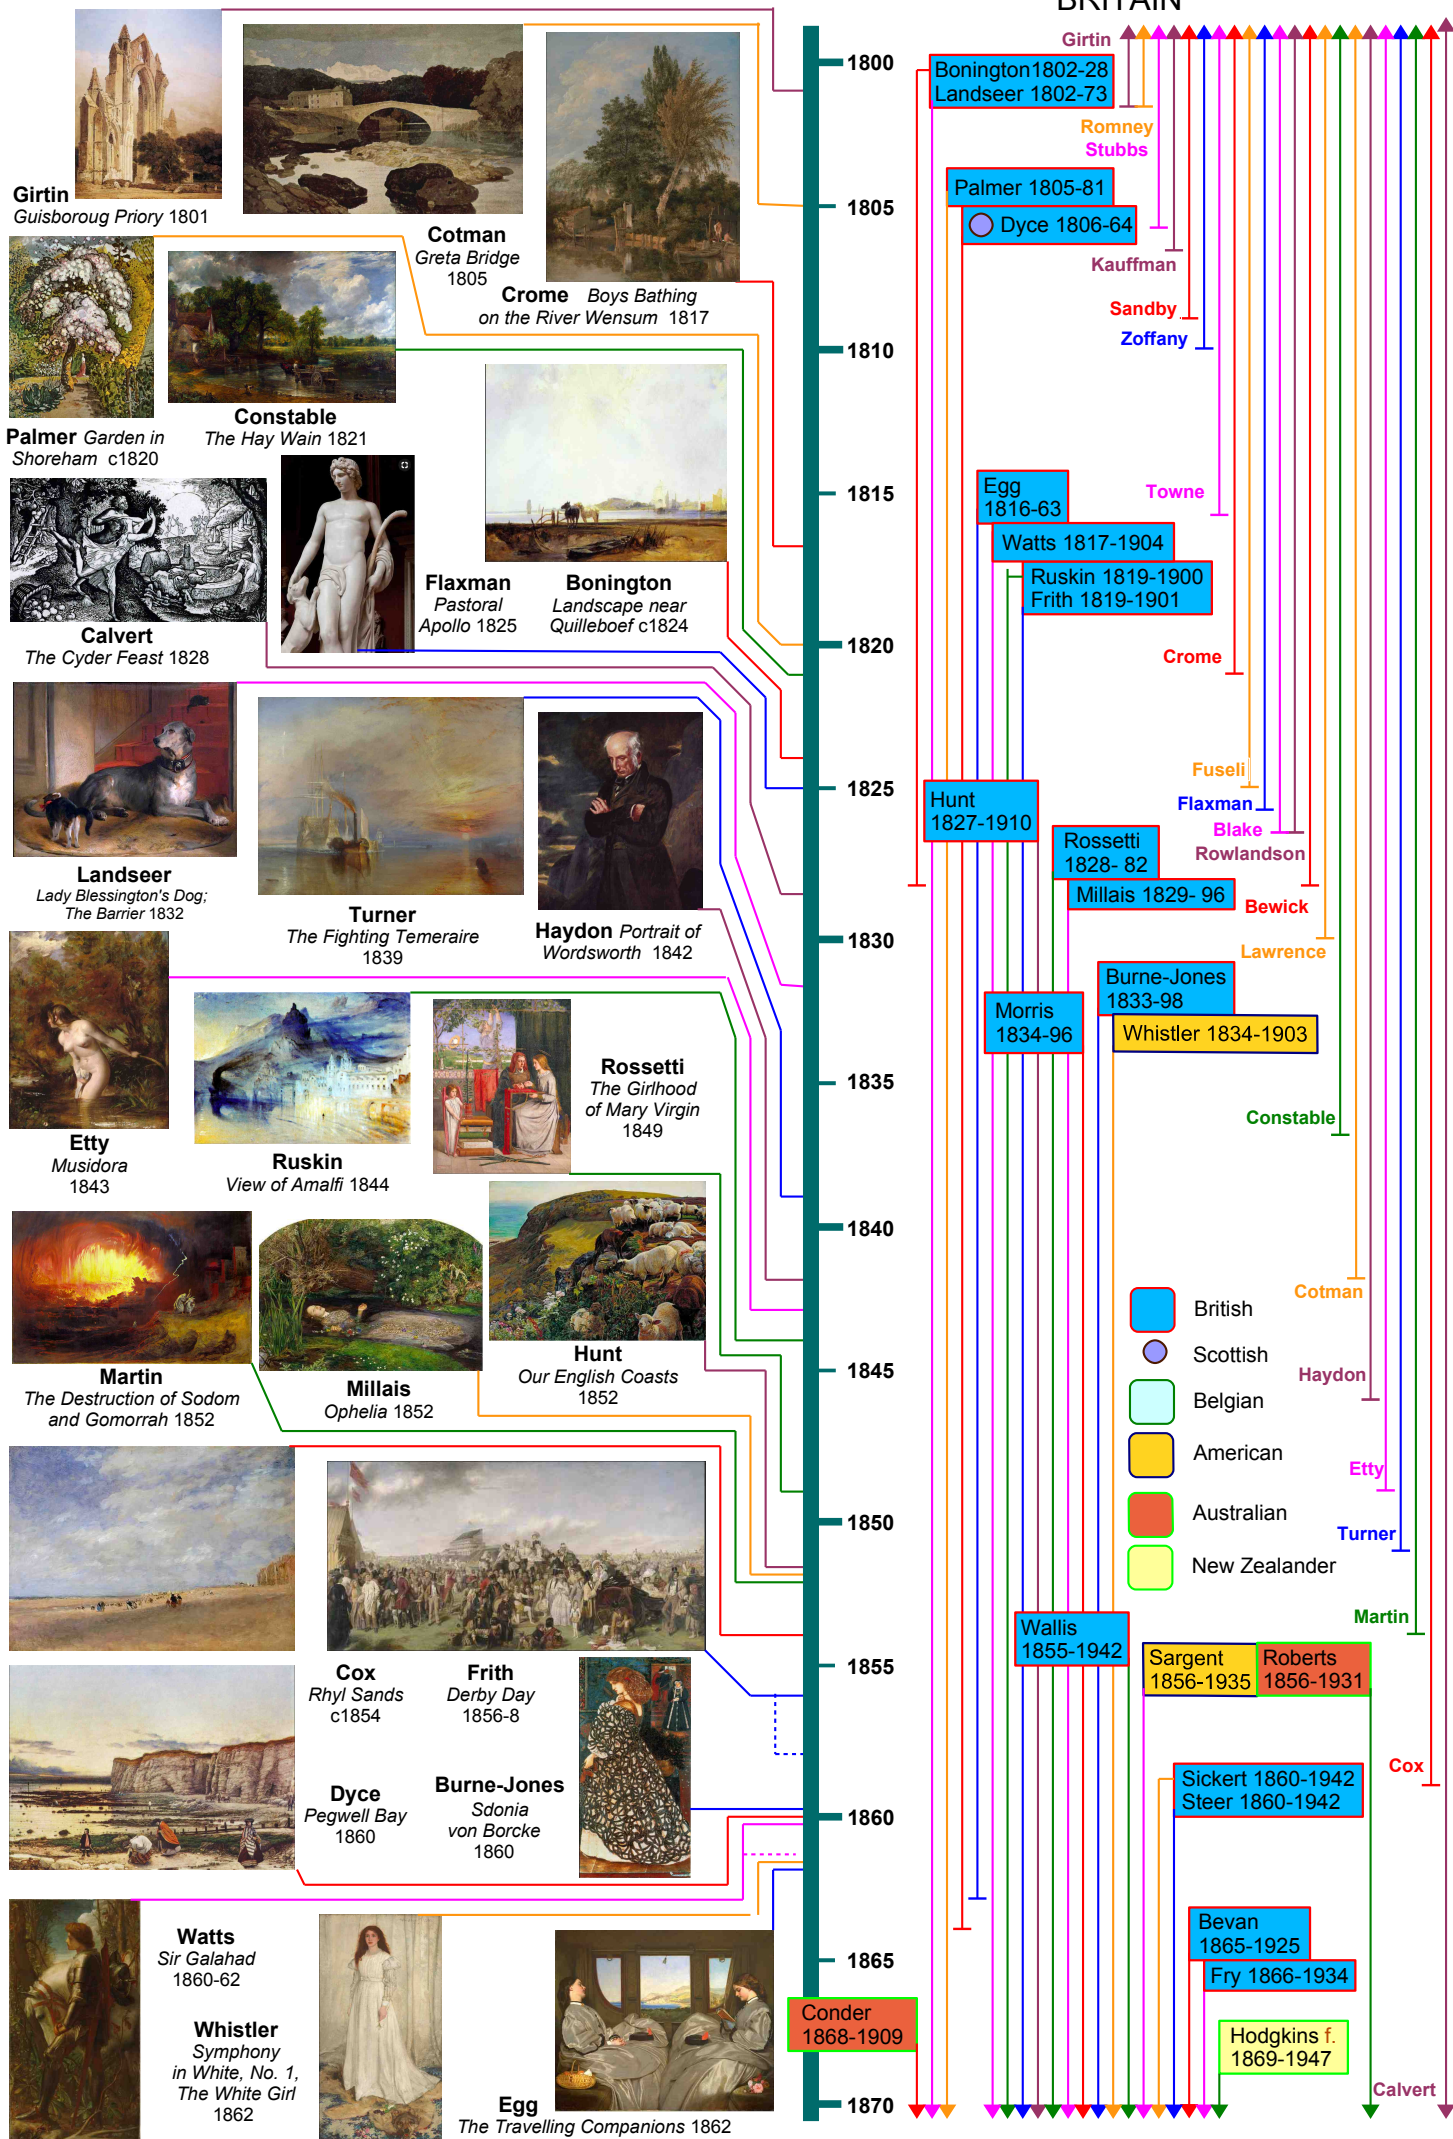 BRITAIN
Girtin
Guisboroug Priory 1801
Cotman
Greta Bridge
1805
Crome Boys Bathing
on the River Wensum 1817
Palmer Garden in
Shoreham c1820
Constable
The Hay Wain 1821
Flaxman
Pastoral
Apollo 1825
Bonington
Landscape near
Quilleboef c1824
Calvert
The Cyder Feast 1828
Landseer
Lady Blessington's Dog;
The Barrier 1832
Turner
The Fighting Temeraire
1839
Haydon Portrait of
Wordsworth 1842
Etty
Musidora
1843
Ruskin
View of Amalfi 1844
Rossetti
The Girlhood
of Mary Virgin
1849
Martin
The Destruction of Sodom
and Gomorrah 1852
Millais
Ophelia 1852
Hunt
Our English Coasts
1852
Cox
Rhyl Sands
c1854
Frith
Derby Day
1856-8
Dyce
Pegwell Bay
1860
Burne-Jones
Sdonia
von Borcke
1860
Watts
Sir Galahad
1860-62
Whistler
Symphony
in White, No. 1,
The White Girl
1862
Egg
The Travelling Companions 1862
1800
1805
1810
1815
1820
1825
1830
1835
1840
1845
1850
1855
1860
1865
1870
Girtin
Bonington1802-28
Landseer 1802-73
Romney
Stubbs
Palmer 1805-81
Dyce 1806-64
Kauffman
Sandby
Zoffany
Egg
1816-63
Towne
Watts 1817-1904
Ruskin 1819-1900
Frith 1819-1901
Crome
Fuseli
Hunt
1827-1910
Flaxman
Blake
Rossetti
1828- 82
Rowlandson
Millais 1829- 96
Bewick
Lawrence
Burne-Jones
1833-98
Morris
1834-96
Whistler 1834-1903
Constable
Cotman
British
Scottish
Haydon
Belgian
American
Etty
Australian
Turner
New Zealander
Martin
Wallis
1855-1942
Sargent
1856-1935
Roberts
1856-1931
Cox
Sickert 1860-1942
Steer 1860-1942
Bevan
1865-1925
Fry 1866-1934
Conder
1868-1909
Hodgkins f.
1869-1947
Calvert